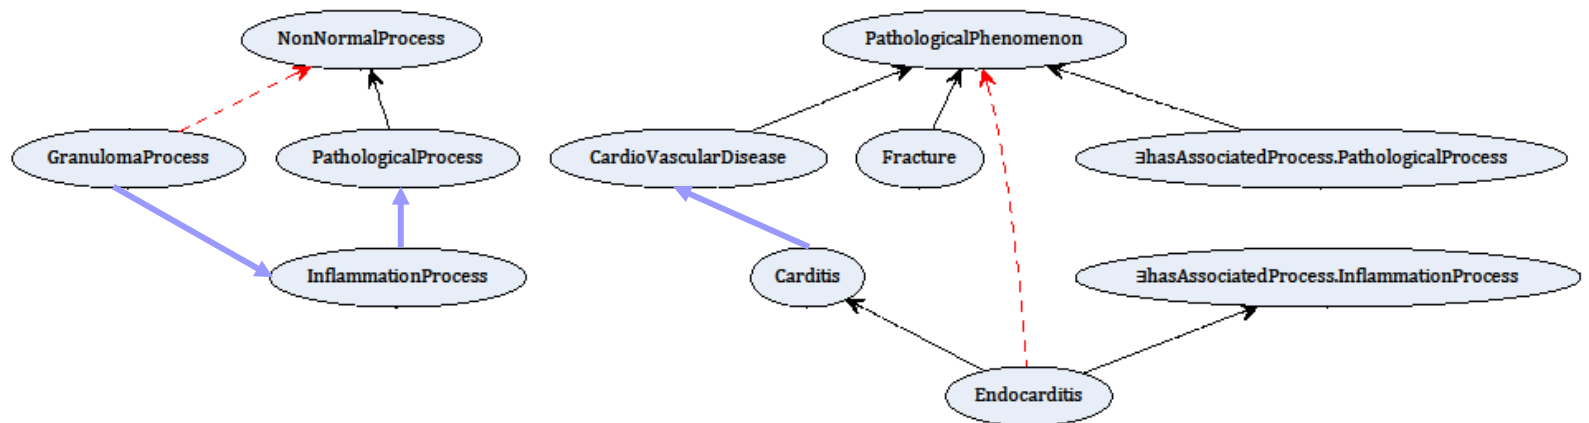 NonNormalProcess
PathologicalPhenomenon
GranulomaProcess
PathologicalProcess
CardioVascularDisease
Fracture
∃hasAssociatedProcess.PathologicalProcess
InflammationProcess
Carditis
∃hasAssociatedProcess.InflammationProcess
Endocarditis